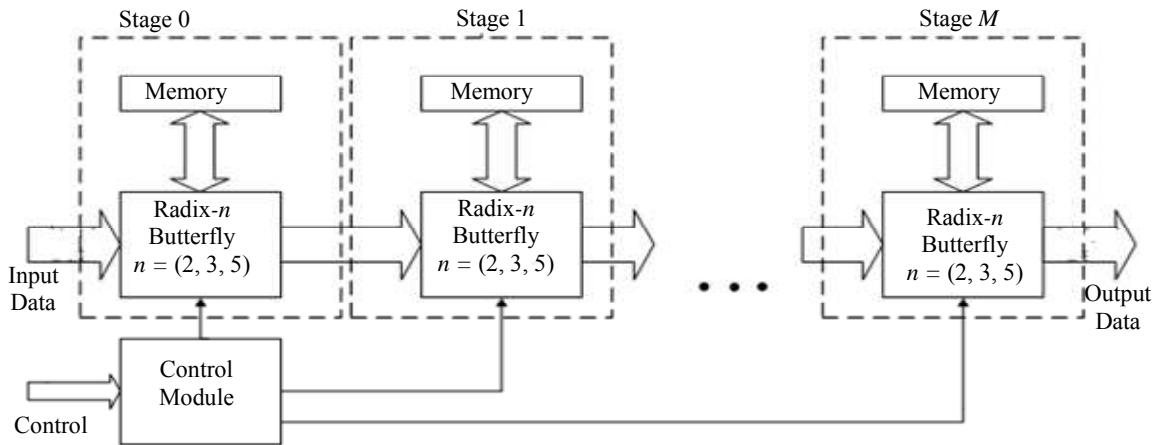 Stage 0
Stage 1
Stage M
Memory
Memory
Memory
Radix-n
Butterfly
n = (2, 3, 5)
Radix-n
Butterfly
n = (2, 3, 5)
Radix-n
Butterfly
n = (2, 3, 5)
Input
Data
Output
Data
Control
Module
Control